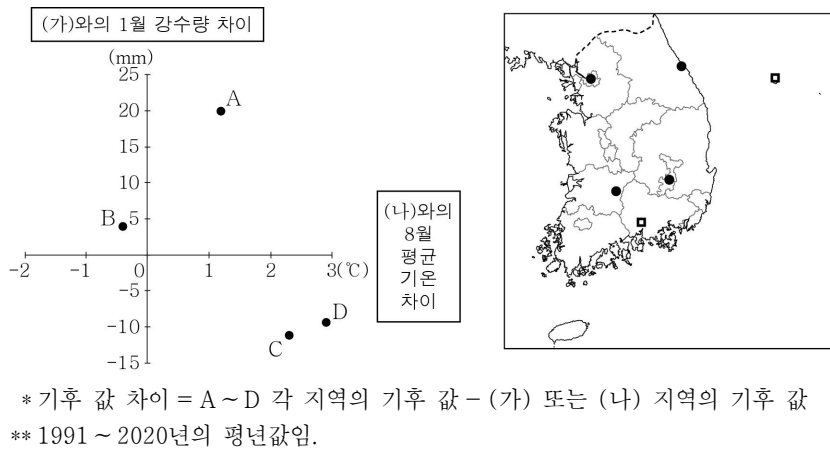 (가)와의 1월 강수량 차이
(mm)
25
20
15
10
5
-5
-10
-15
-2
-1
0
1
2
3(℃)
A
B
C
D
(나)와의
8월
평균
기온
차이
* 기후 값 차이 = A~D 각 지역의 기후 값 - (가) 또는 (나) 지역의 기후 값
** 1991~2020년의 평년값임.